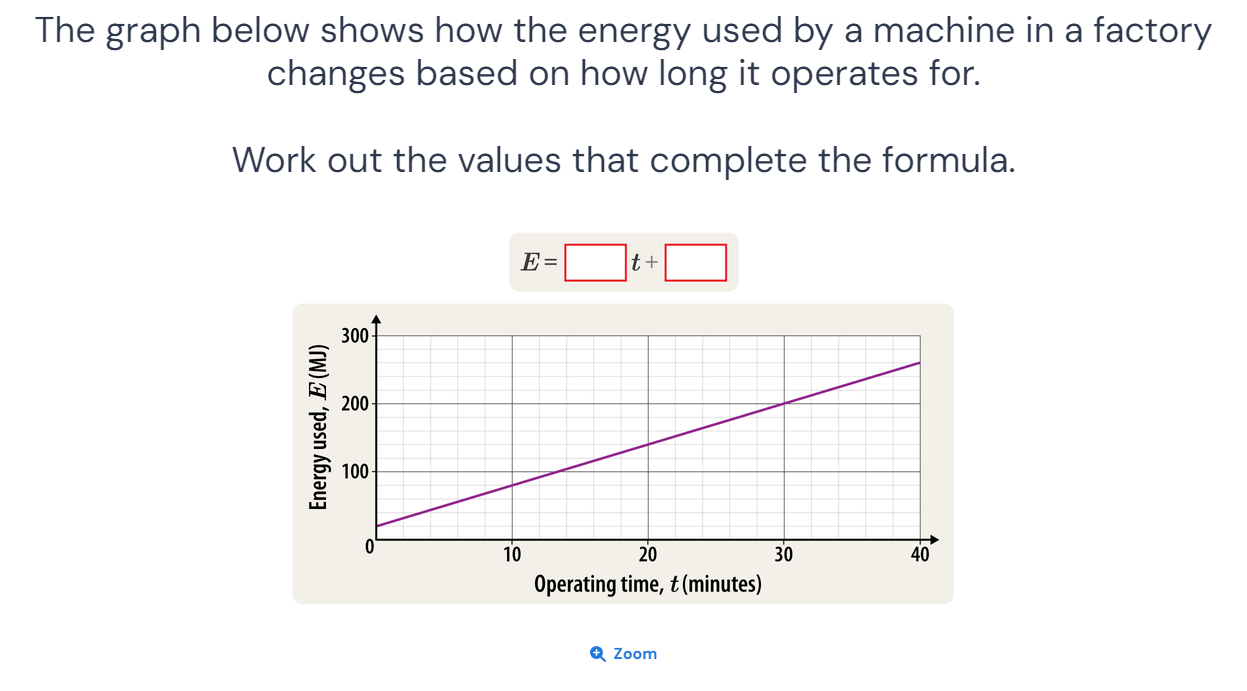 The graph below shows how the energy used by a machine in a factory
changes based on how long it operates for.
Work out the values that complete the formula.
E = t +
300
200
100
0
10
20
30
40
Energy used, E (MJ)
Operating time, t (minutes)
Zoom